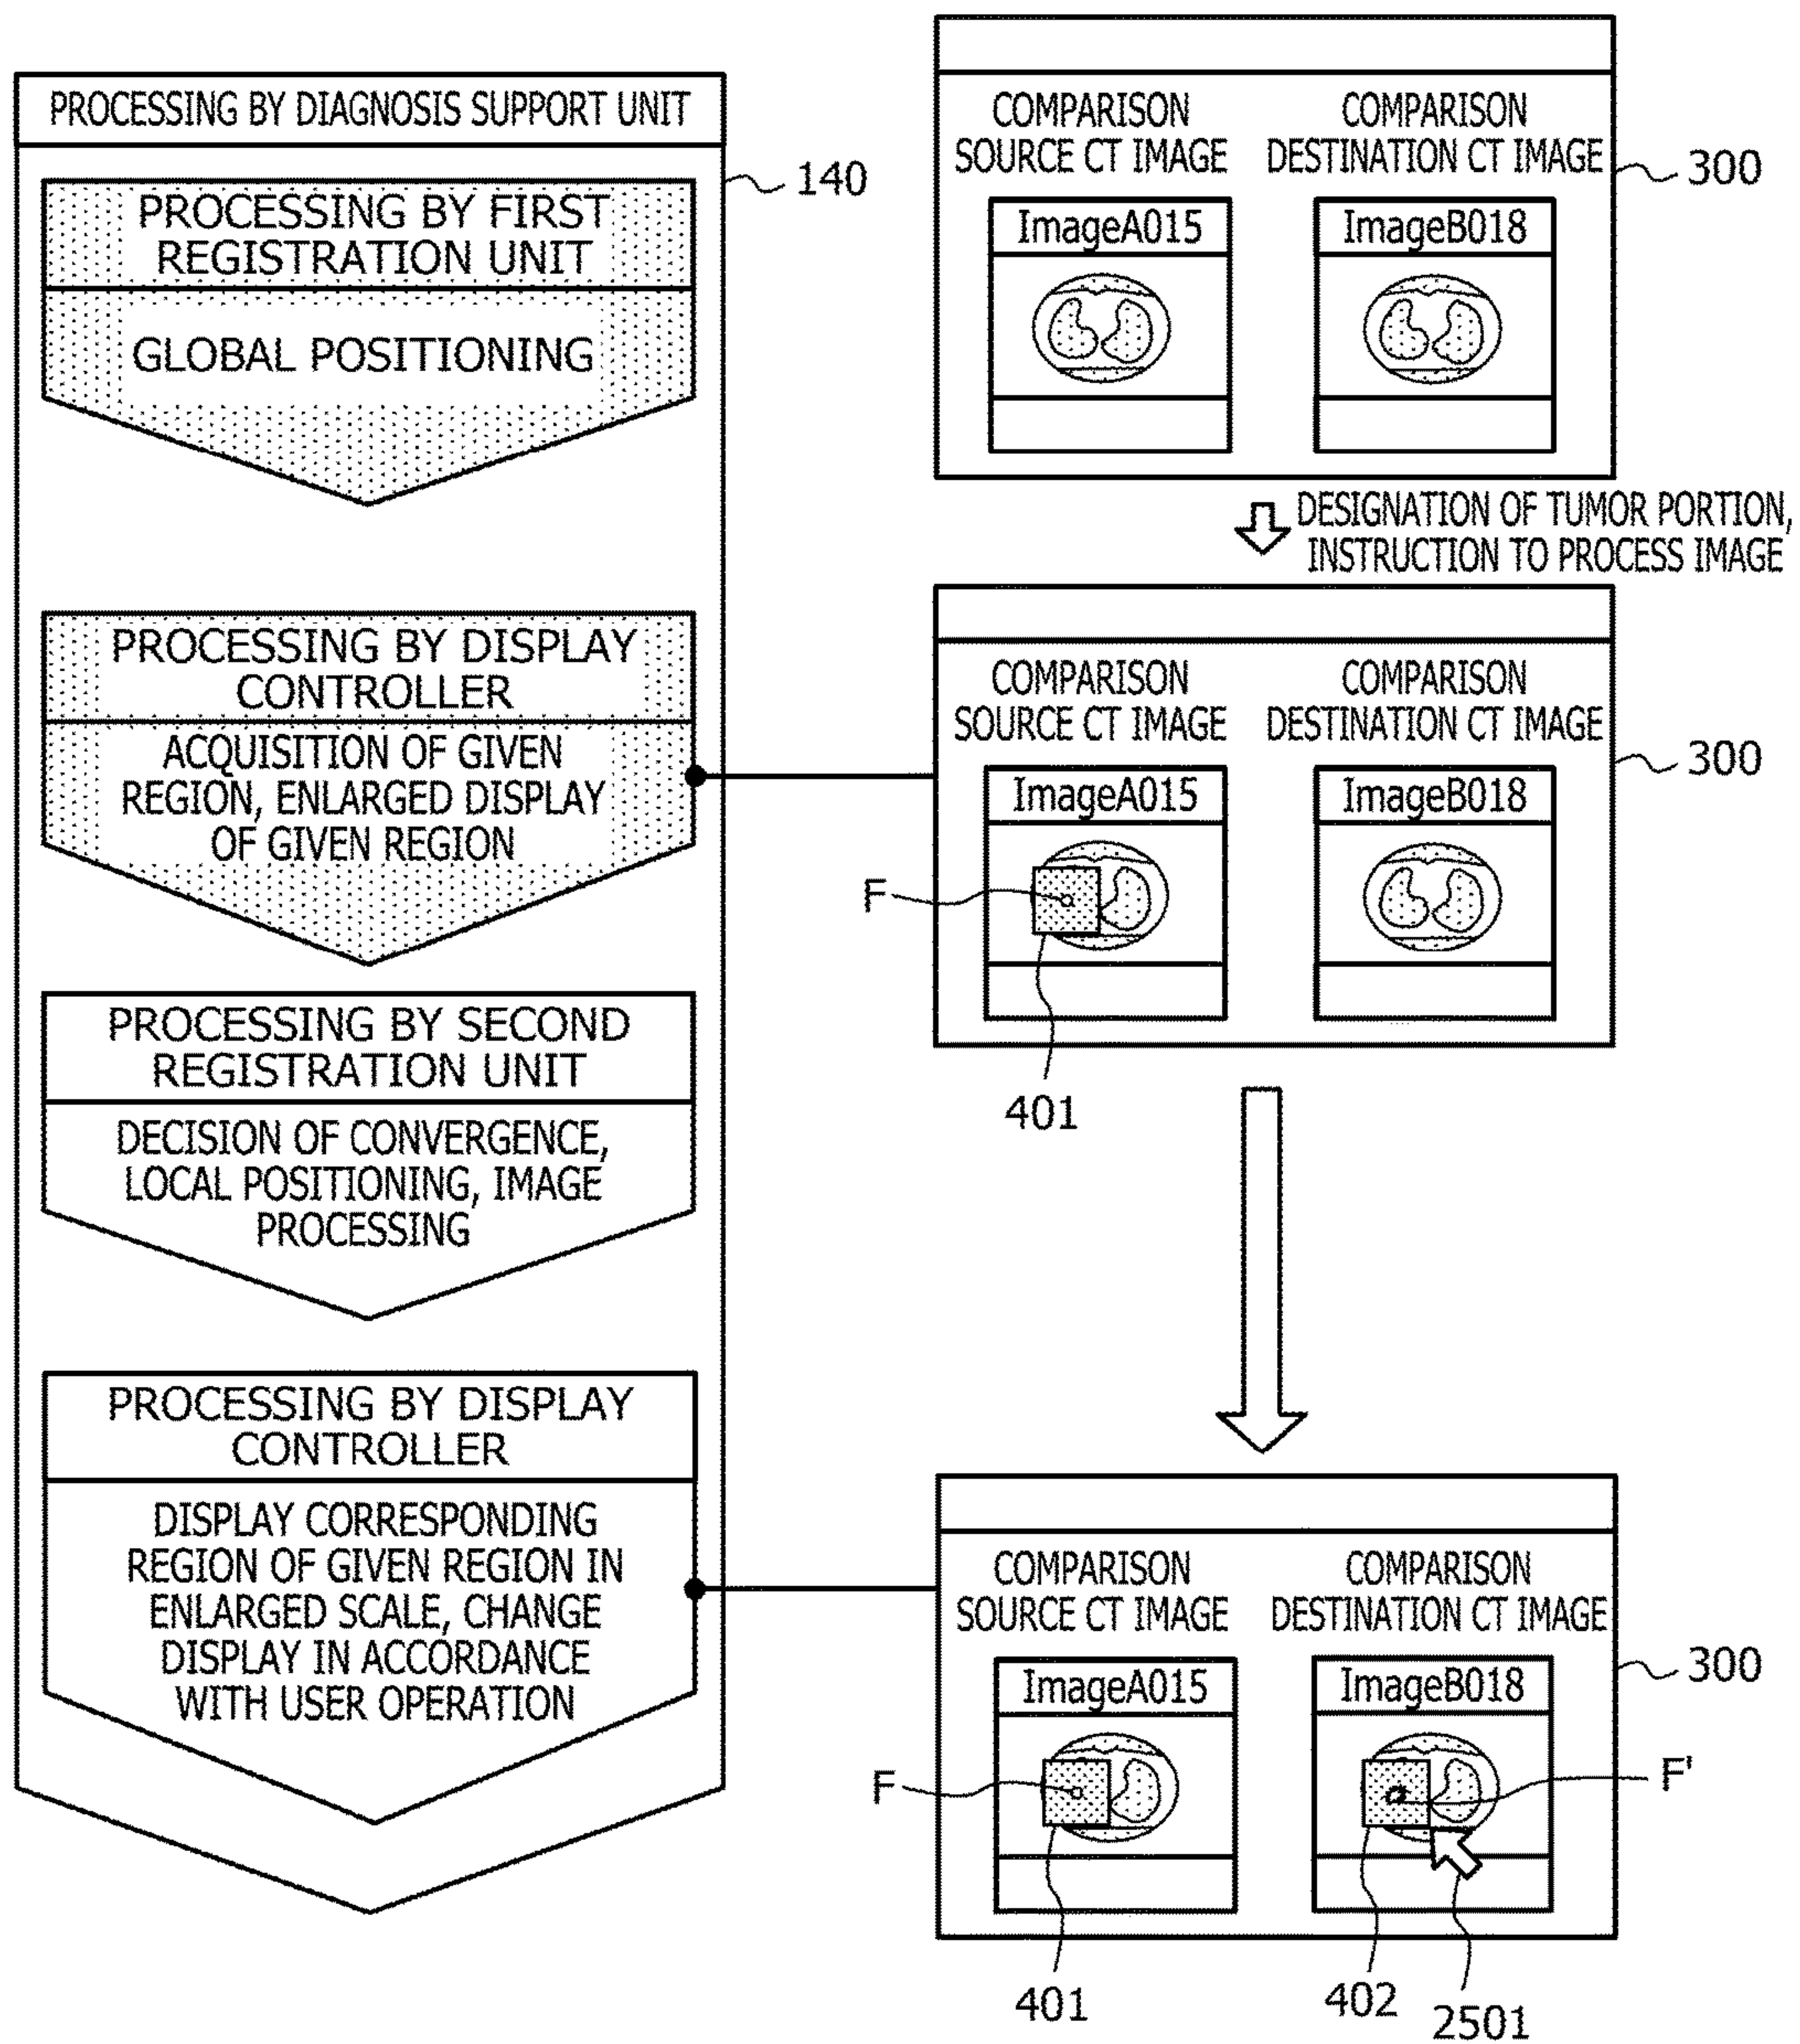 PROCESSING BY DIAGNOSIS SUPPORT UNIT
140
PROCESSING BY FIRST
REGISTRATION UNIT
GLOBAL POSITIONING
PROCESSING BY DISPLAY
CONTROLLER
ACQUISITION OF GIVEN
REGION, ENLARGED DISPLAY
OF GIVEN REGION
PROCESSING BY SECOND
REGISTRATION UNIT
DECISION OF CONVERGENCE,
LOCAL POSITIONING, IMAGE
PROCESSING
PROCESSING BY DISPLAY
CONTROLLER
DISPLAY CORRESPONDING
REGION OF GIVEN REGION IN
ENLARGED SCALE, CHANGE
DISPLAY IN ACCORDANCE
WITH USER OPERATION
COMPARISON
SOURCE CT IMAGE
COMPARISON
DESTINATION CT IMAGE
300
ImageA015
ImageB018
DESIGNATION OF TUMOR PORTION,
INSTRUCTION TO PROCESS IMAGE
COMPARISON
SOURCE CT IMAGE
COMPARISON
DESTINATION CT IMAGE
300
ImageA015
ImageB018
F
401
COMPARISON
SOURCE CT IMAGE
COMPARISON
DESTINATION CT IMAGE
300
ImageA015
ImageB018
F
F'
401
402
2501